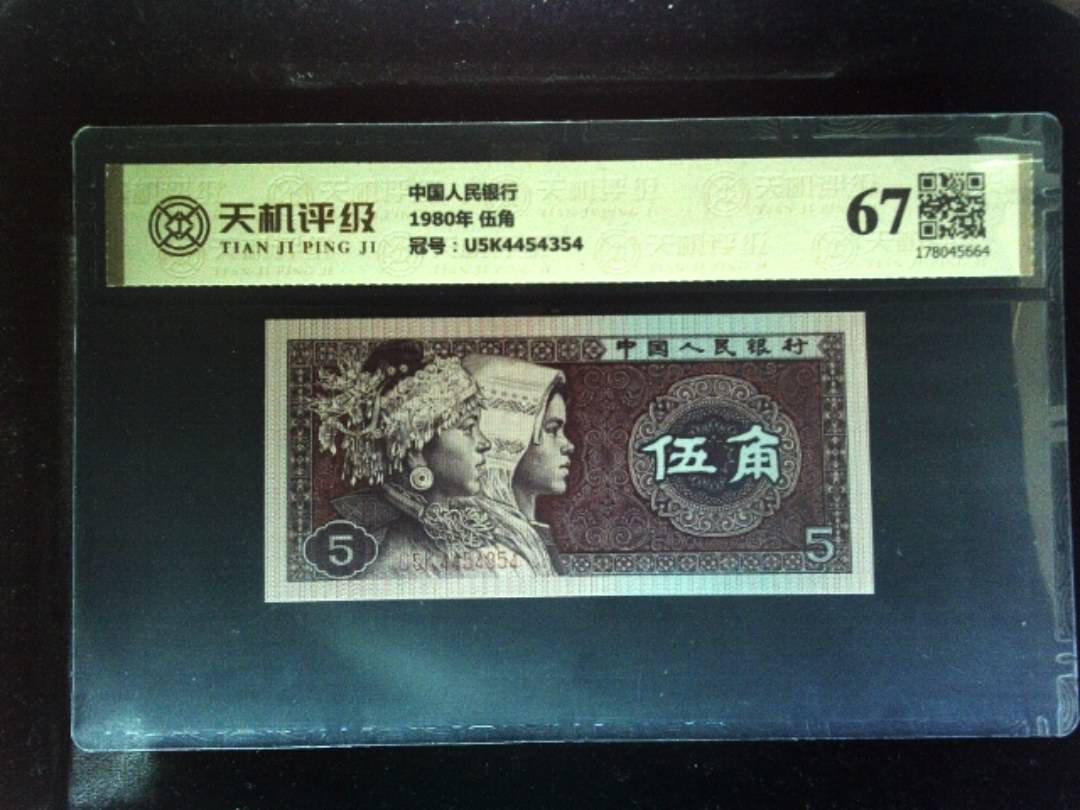 天机评级
TIAN JI PING JI
中国人民银行
1980年 伍角
冠号：U5K4454354
67
178045664
中国人民银行
伍角
5
U5K4454354
5